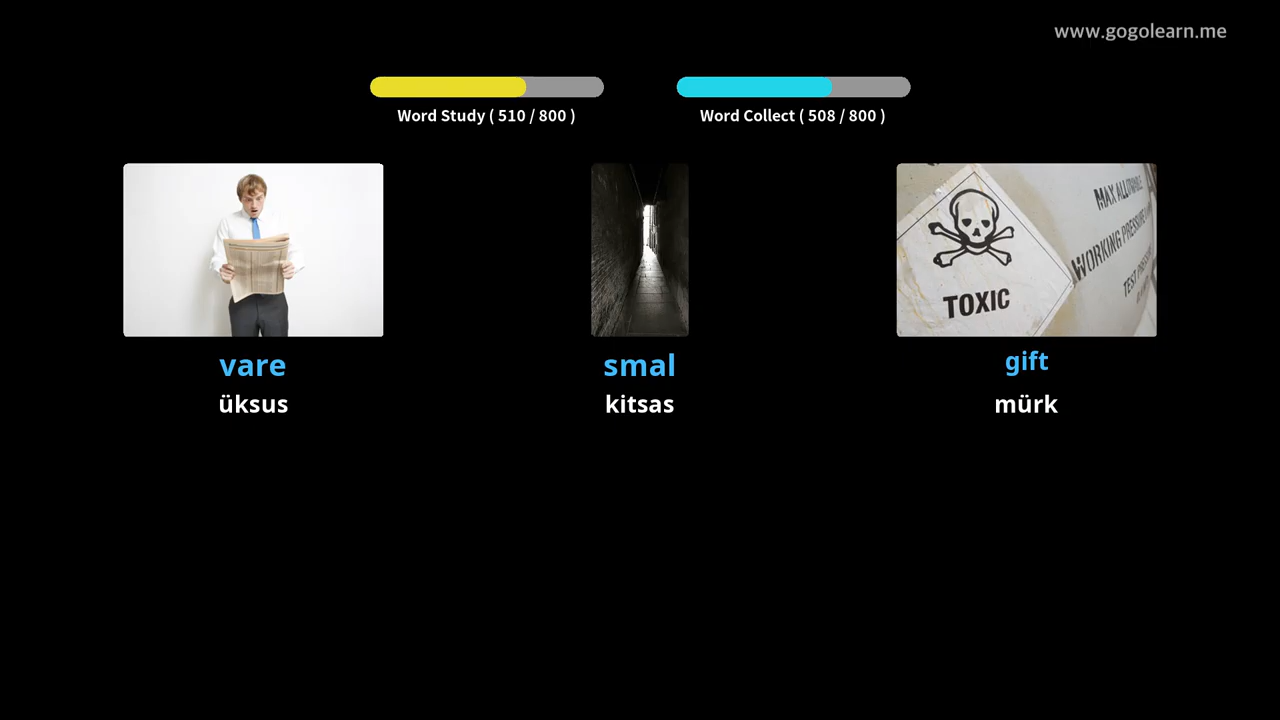 www.gogolearn.me
Word Study ( 510 / 800 )
Word Collect ( 508 / 800 )
TOXIC
MAX ALLOWABLE
WORKING PRESSURE
TEST
vare
smal
gift
üksus
kitsas
mürk